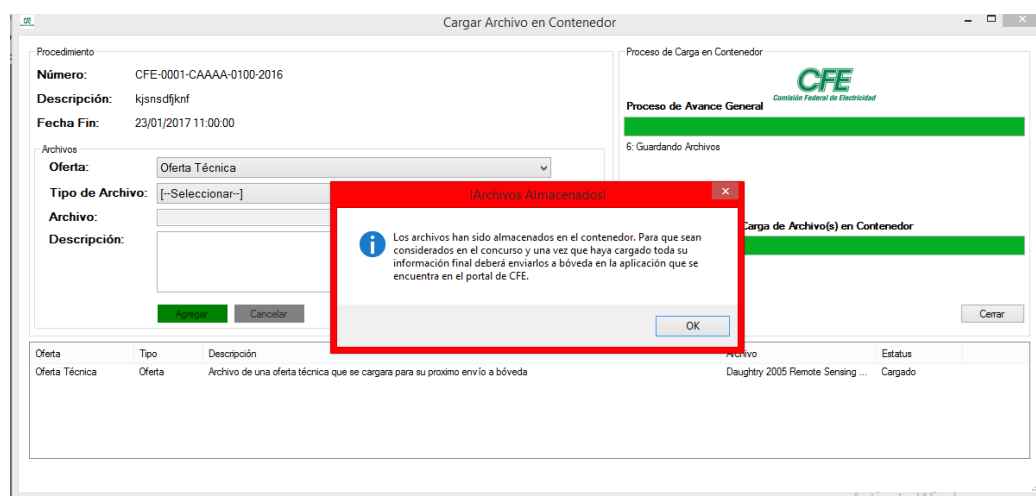 Cargar Archivo en Contenedor
Procedimiento
Número: CFE-0001-CAAAA-0100-2016
Descripción: kjsnsdfjknf
Fecha Fin: 23/01/2017 11:00:00
Archivos
Oferta: Oferta Técnica
Tipo de Archivo: [--Seleccionar--]
Archivo:
Descripción:
Agregar Cancelar
Proceso de Carga en Contenedor
CFE
Comisión Federal de Electricidad
Proceso de Avance General
6: Guardando Archivos
Carga de Archivo(s) en Contenedor
Cerrar
!Archivos Almacenados!
Los archivos han sido almacenados en el contenedor. Para que sean
considerados en el concurso y una vez que haya cargado toda su
información final deberá enviarlos a bóveda en la aplicación que se
encuentra en el portal de CFE.
OK
Oferta Tipo Descripción Archivo Estatus
Oferta Técnica Oferta Archivo de una oferta técnica que se cargara para su proximo envío a bóveda Daughtry 2005 Remote Sensing ... Cargado